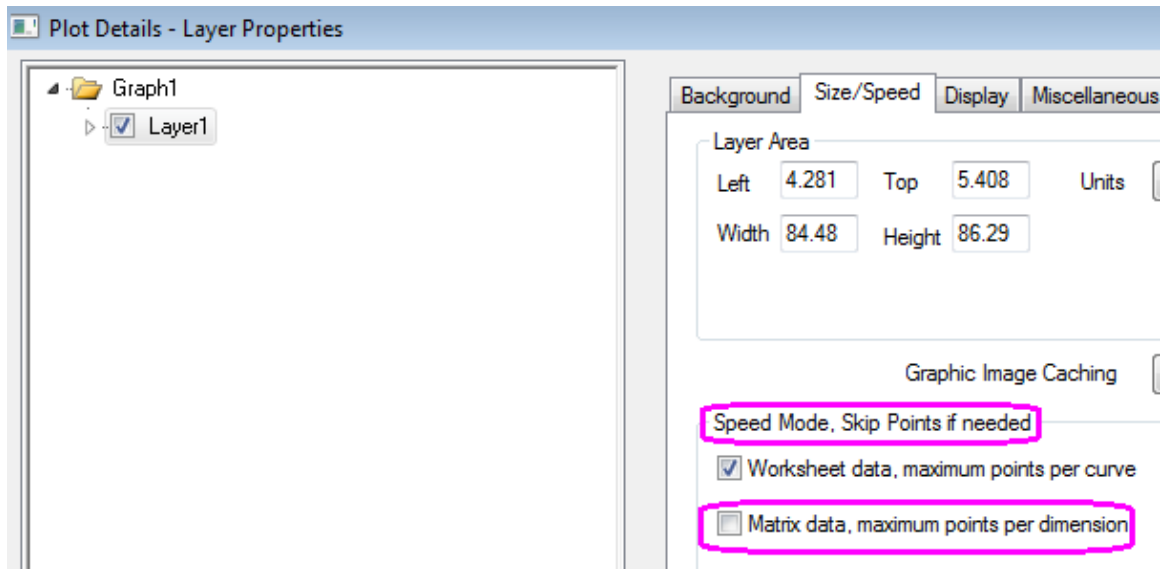 Plot Details - Layer Properties
Graph1
Layer1
Background Size/Speed Display Miscellaneous
Layer Area
Left 4.281 Top 5.408 Units
Width 84.48 Height 86.29
Graphic Image Caching
Speed Mode, Skip Points if needed
Worksheet data, maximum points per curve
Matrix data, maximum points per dimension